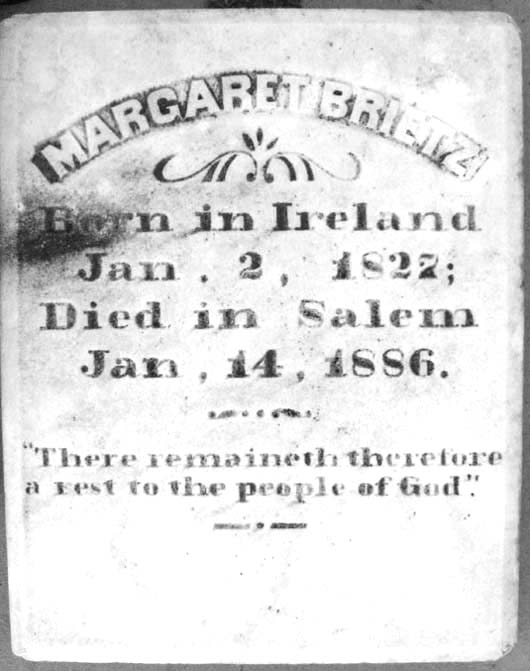 MARGARET BRIETZ
Born in Ireland
Jan. 2, 1827;
Died in Salem
Jan, 14, 1886.
"There remaineth therefore
a rest to the people of God".